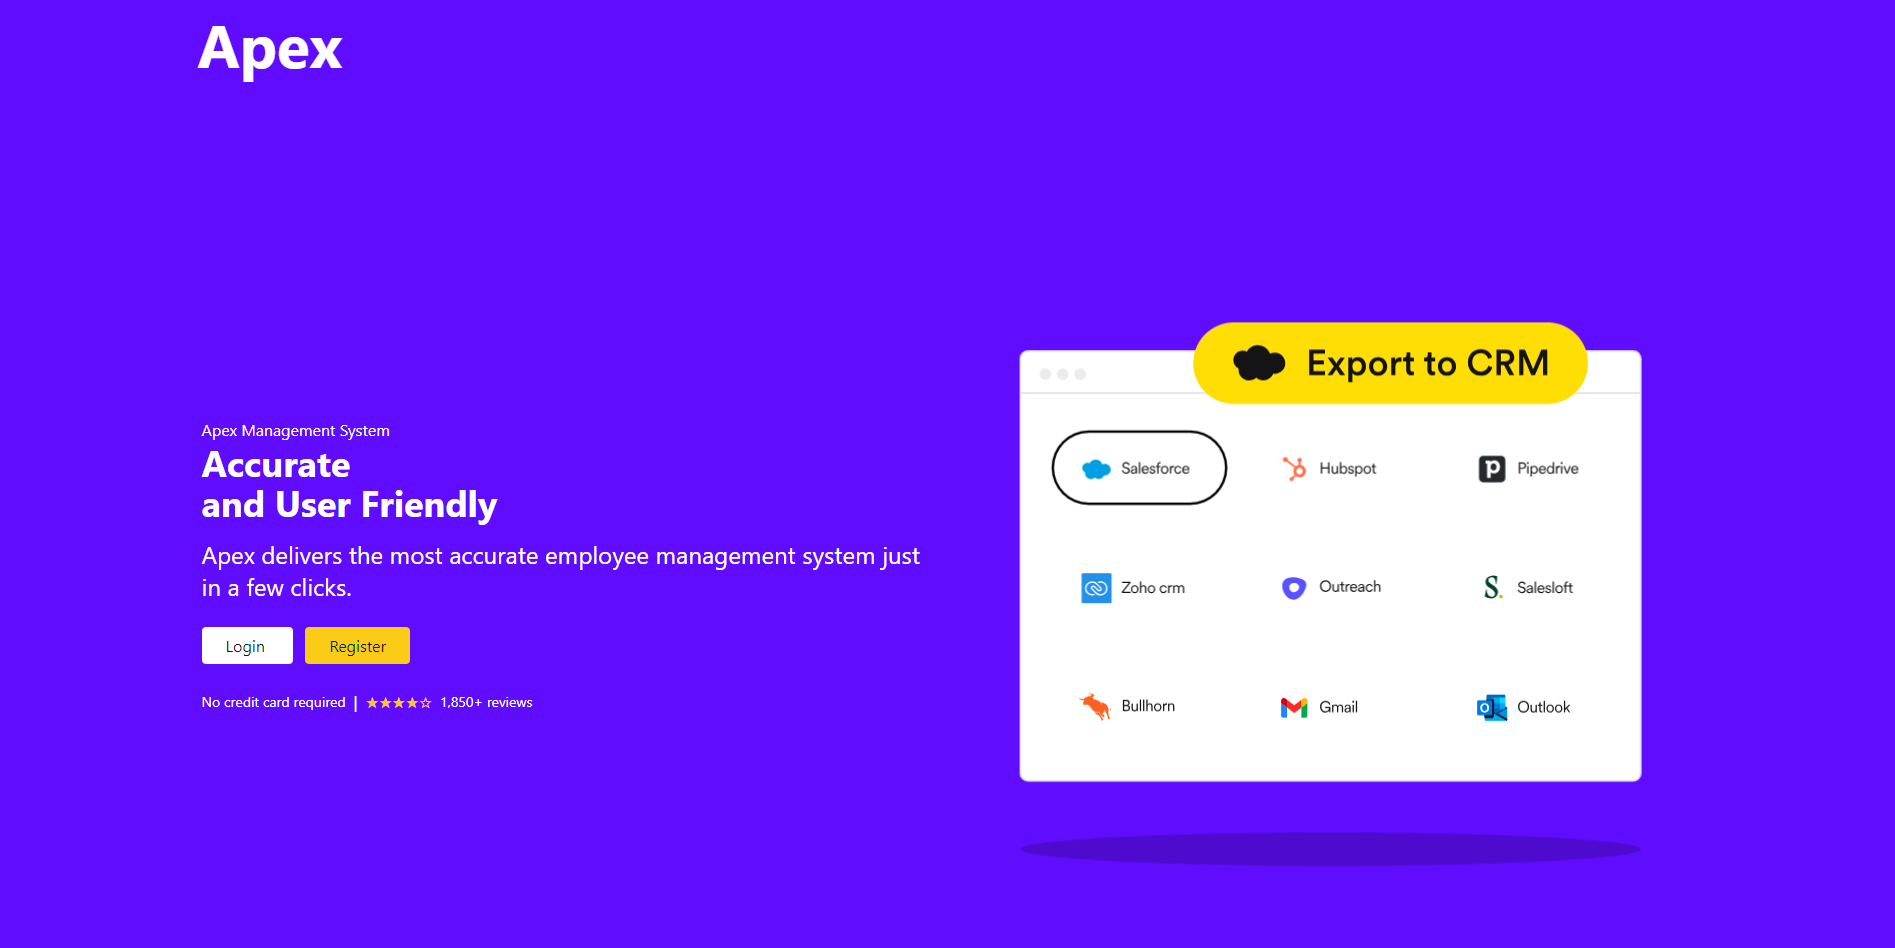 Apex
Apex Management System
Accurate
and User Friendly
Apex delivers the most accurate employee management system just
in a few clicks.
Login Register
No credit card required | ★★★★☆ 1,850+ reviews
Export to CRM
Salesforce Hubspot Pipedrive
Zoho crm Outreach Salesloft
Bullhorn Gmail Outlook